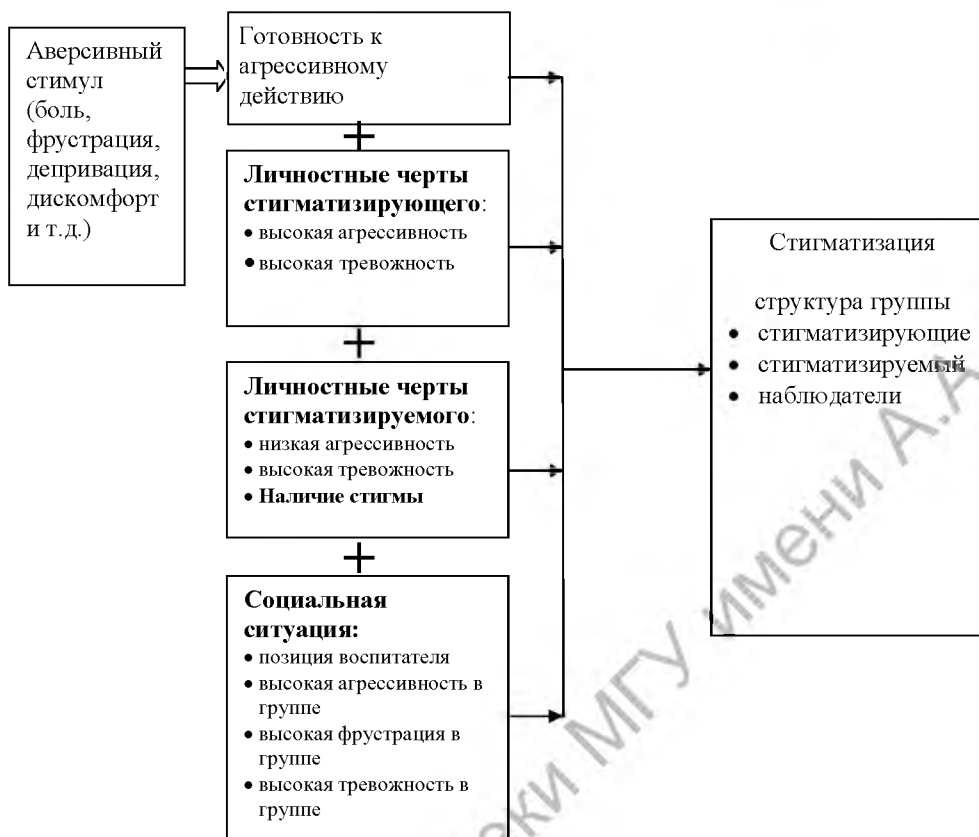 Аверсивный
стимул
(боль,
фрустрация,
депривация,
дискомфорт
и т.д.)
Готовность к
агрессивному
действию
+
Личностные черты
стигматизирующего:
• высокая агрессивность
• высокая тревожность
+
Личностные черты
стигматизируемого:
• низкая агрессивность
• высокая тревожность
• Наличие стигмы
+
Социальная
ситуация:
• позиция воспитателя
• высокая агрессивность в
группе
• высокая фрустрация в
группе
• высокая тревожность в
группе
Стигматизация
структура группы
• стигматизирующие
• стигматизируемый
• наблюдатели
МГУ имени А.А